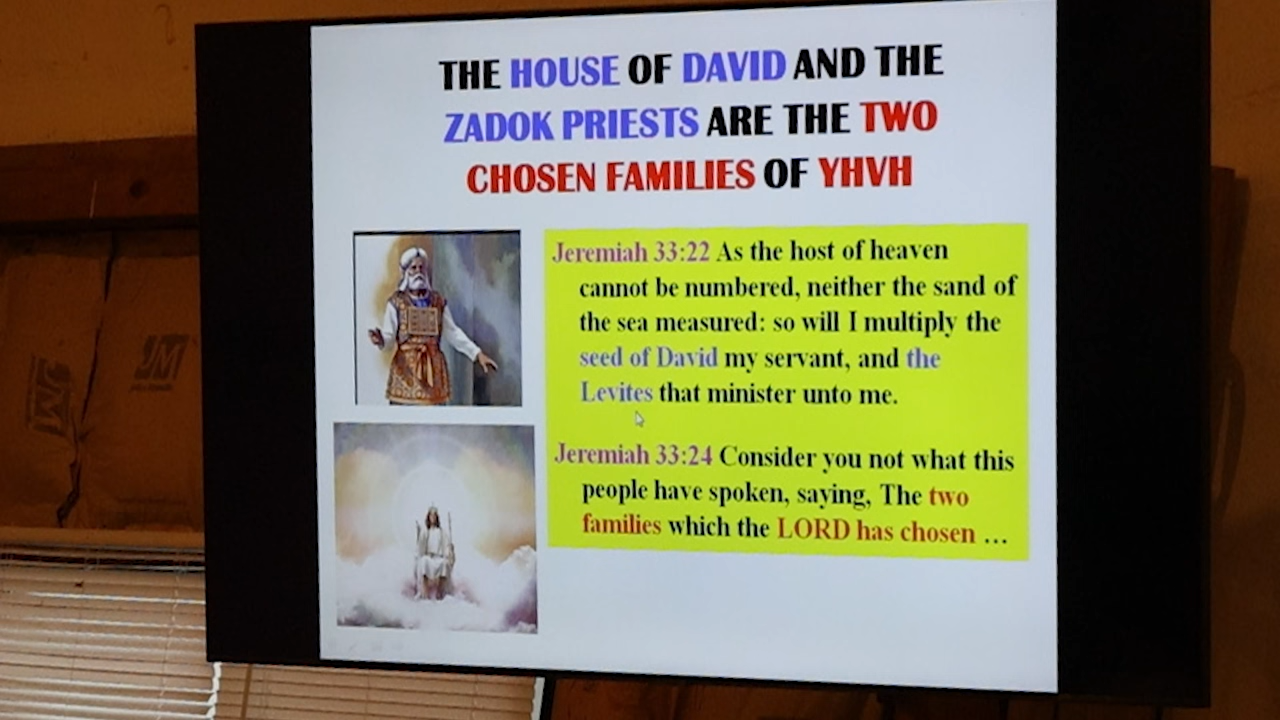 THE HOUSE OF DAVID AND THE
ZADOK PRIESTS ARE THE TWO
CHOSEN FAMILIES OF YHVH
Jeremiah 33:22 As the host of heaven
cannot be numbered, neither the sand of
the sea measured: so will I multiply the
seed of David my servant, and the
Levites that minister unto me.
Jeremiah 33:24 Consider you not what this
people have spoken, saying, The two
families which the LORD has chosen ...
JM
JM